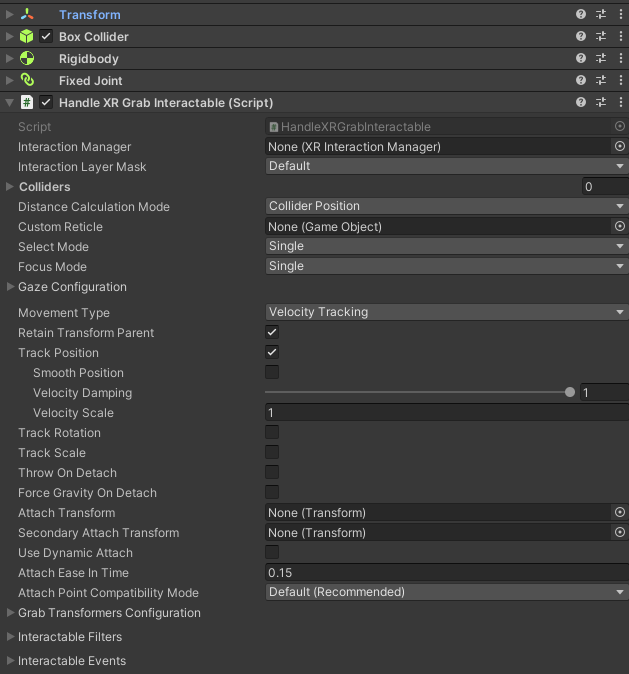 Transform
Box Collider
Rigidbody
Fixed Joint
# Handle XR Grab Interactable (Script)
Script # HandleXRGrabInteractable
Interaction Manager None (XR Interaction Manager)
Interaction Layer Mask Default
Colliders 0
Distance Calculation Mode Collider Position
Custom Reticle None (Game Object)
Select Mode Single
Focus Mode Single
Gaze Configuration
Movement Type Velocity Tracking
Retain Transform Parent
Track Position
Smooth Position
Velocity Damping 1
Velocity Scale 1
Track Rotation
Track Scale
Throw On Detach
Force Gravity On Detach
Attach Transform None (Transform)
Secondary Attach Transform None (Transform)
Use Dynamic Attach
Attach Ease In Time 0.15
Attach Point Compatibility Mode Default (Recommended)
Grab Transformers Configuration
Interactable Filters
Interactable Events